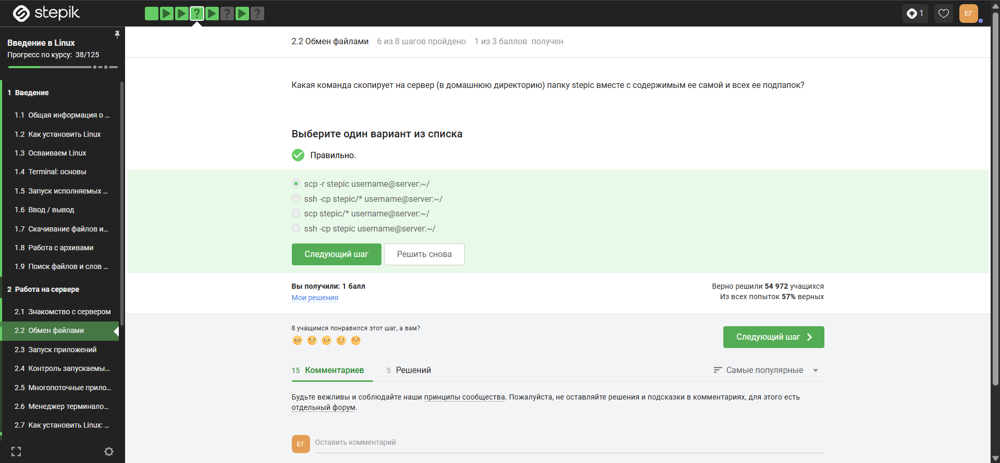 stepik
1
ЕГ
Введение в Linux
Прогресс по курсу: 38/125
1 Введение
1.1 Общая информация о ...
1.2 Как установить Linux
1.3 Осваиваем Linux
1.4 Terminal: основы
1.5 Запуск исполняемых ...
1.6 Ввод / вывод
1.7 Скачивание файлов и...
1.8 Работа с архивами
1.9 Поиск файлов и слов ...
2 Работа на сервере
2.1 Знакомство с сервером
2.2 Обмен файлами
2.3 Запуск приложений
2.4 Контроль запускаемы...
2.5 Многопоточные прило...
2.6 Менеджер терминало...
2.7 Как установить Linux: ...
2.2 Обмен файлами 6 из 8 шагов пройдено 1 из 3 баллов получен
Какая команда скопирует на сервер (в домашнюю директорию) папку stepic вместе с содержимым ее самой и всех ее подпапок?
Выберите один вариант из списка
Правильно.
scp -r stepic username@server:~/
ssh -cp stepic/* username@server:~/
scp stepic/* username@server:~/
ssh -cp stepic username@server:~/
Следующий шаг Решить снова
Вы получили: 1 балл
Мои решения
Верно решили 54 972 учащихся
Из всех попыток 57% верных
8 учащимся понравился этот шаг, а вам?
Следующий шаг
15 Комментариев 5 Решений Самые популярные
Будьте вежливы и соблюдайте наши принципы сообщества. Пожалуйста, не оставляйте решения и подсказки в комментариях, для этого есть
отдельный форум.
ЕГ Оставить комментарий